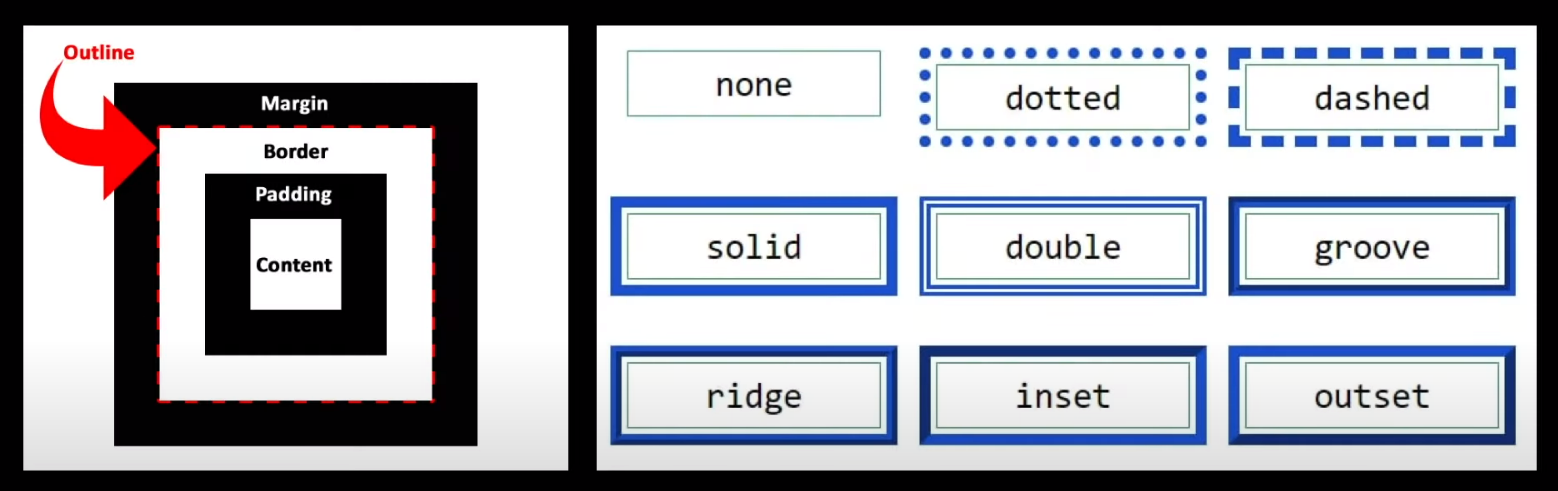 Outline
Margin
Border
Padding
Content
none
dotted
dashed
solid
double
groove
ridge
inset
outset